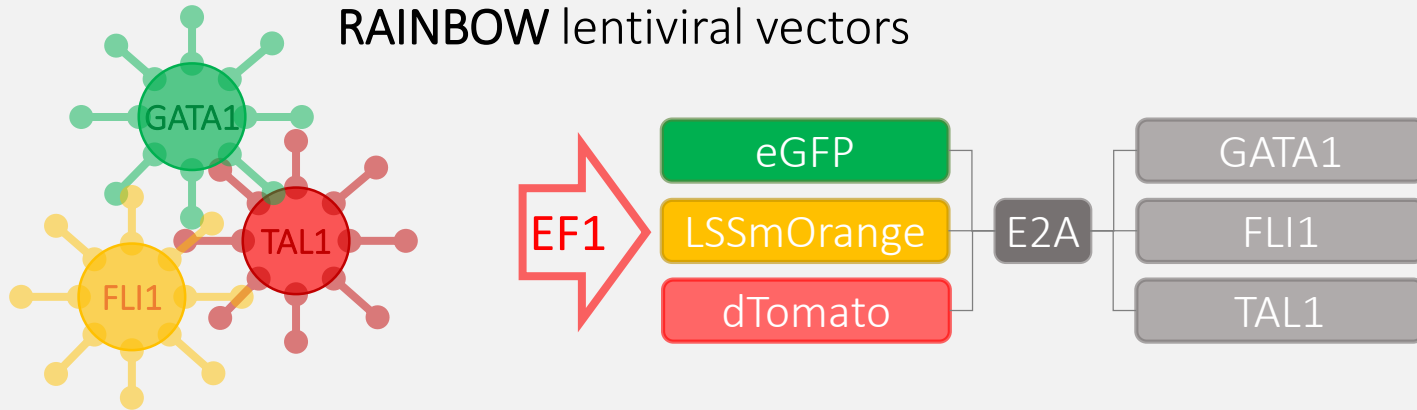 RAINBOW lentiviral vectors
GATA1
TAL1
FLI1
EF1
eGFP
LSSmOrange
dTomato
E2A
GATA1
FLI1
TAL1